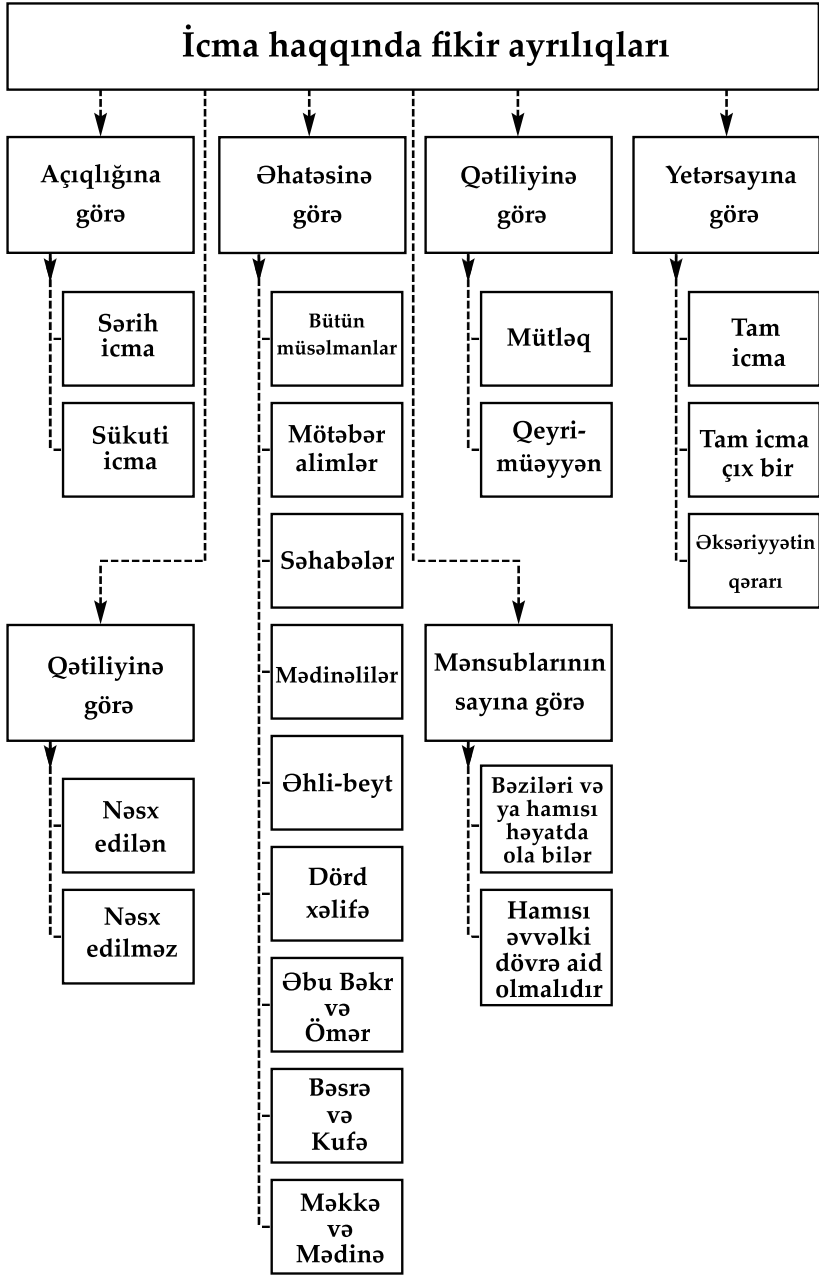 İcma haqqında fikir ayrılıqları
Açıqlığına
görə
Sərih
icma
Sükuti
icma
Əhatəsinə
görə
Bütün
müsəlmanlar
Mötəbər
alimlər
Səhabələr
Mədinəlilər
Əhli-beyt
Dörd
xəlifə
Əbu Bəkr
və
Ömər
Bəsrə
və
Kufə
Məkkə
və
Mədinə
Qətiliyinə
görə
Mütləq
Qeyri-
müəyyən
Yetərsayına
görə
Tam
icma
Tam icma
çıx bir
Əksəriyyətin
qərarı
Qətiliyinə
görə
Nəsx
edilən
Nəsx
edilməz
Mənsublarının
sayına görə
Bəziləri və
ya hamısı
həyatda
ola bilər
Hamısı
əvvəlki
dövrə aid
olmalıdır